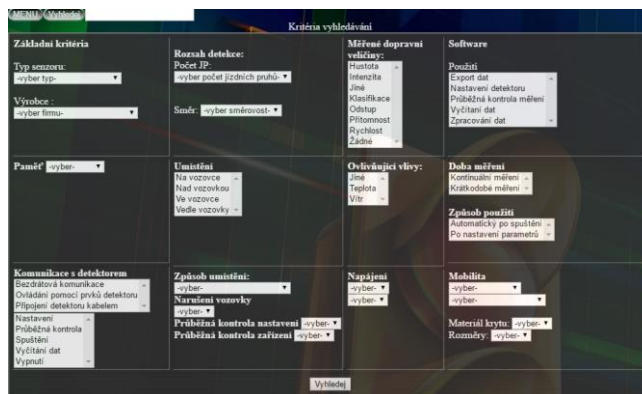 MENU Vyhledej
Kritéria vyhledávání
Základní kritéria
Typ senzoru:
-vyber typ-
Výrobce :
-vyber firmu-
Rozsah detekce:
Počet JP:
-vyber počet jízdních pruhů-
Směr: -vyber směrovost-
Měřené dopravní
veličiny:
Hustota
Intenzita
Jiné
Klasifikace
Odstup
Přítomnost
Rychlost
Žádné
Software
Použití
Export dat
Nastavení detektoru
Průběžná kontrola měření
Vyčítaní dat
Zpracování dat
Paměť -vyber-
Umístění
Na vozovce
Nad vozovkou
Ve vozovce
Vedle vozovky
Ovlivňující vlivy:
Jiné
Teplota
Vítr
Doba měření
Kontinuální měření
Krátkodobé měření
Způsob použití
Automatický po spuštění
Po nastavení parametrů
Komunikace s detektorem
Bezdrátová komunikace
Ovládání pomocí prvků detektoru
Připojení detektoru kabelem
Nastavení
Průběžná kontrola
Spuštění
Vyčítání dat
Vypnutí
Způsob umístění:
-vyber-
Narušení vozovky
-vyber-
Průběžná kontrola nastavení -vyber-
Průběžná kontrola zařízení -vyber-
Napájení
-vyber-
-vyber-
Mobilita
-vyber-
-vyber-
Materiál krytu: -vyber-
Rozměry: -vyber-
Vyhledej